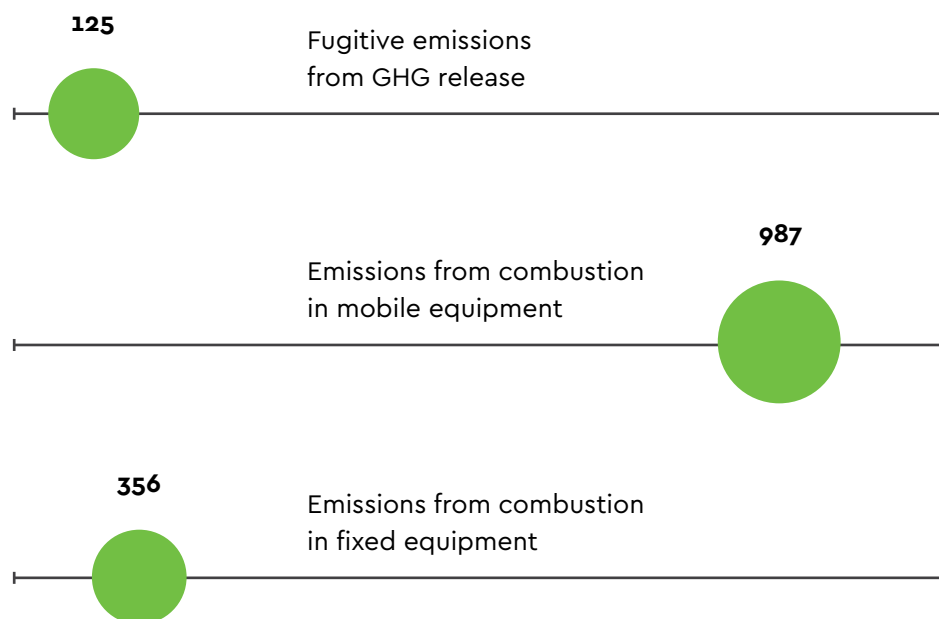 125
Fugitive emissions
from GHG release
987
Emissions from combustion
in mobile equipment
356
Emissions from combustion
in fixed equipment